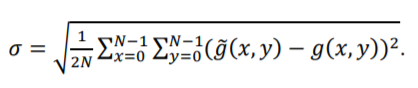 σ = √(1/2N ∑_{x=0}^{N−1} ∑_{y=0}^{N−1} (g̃(x, y) − g(x, y))²).